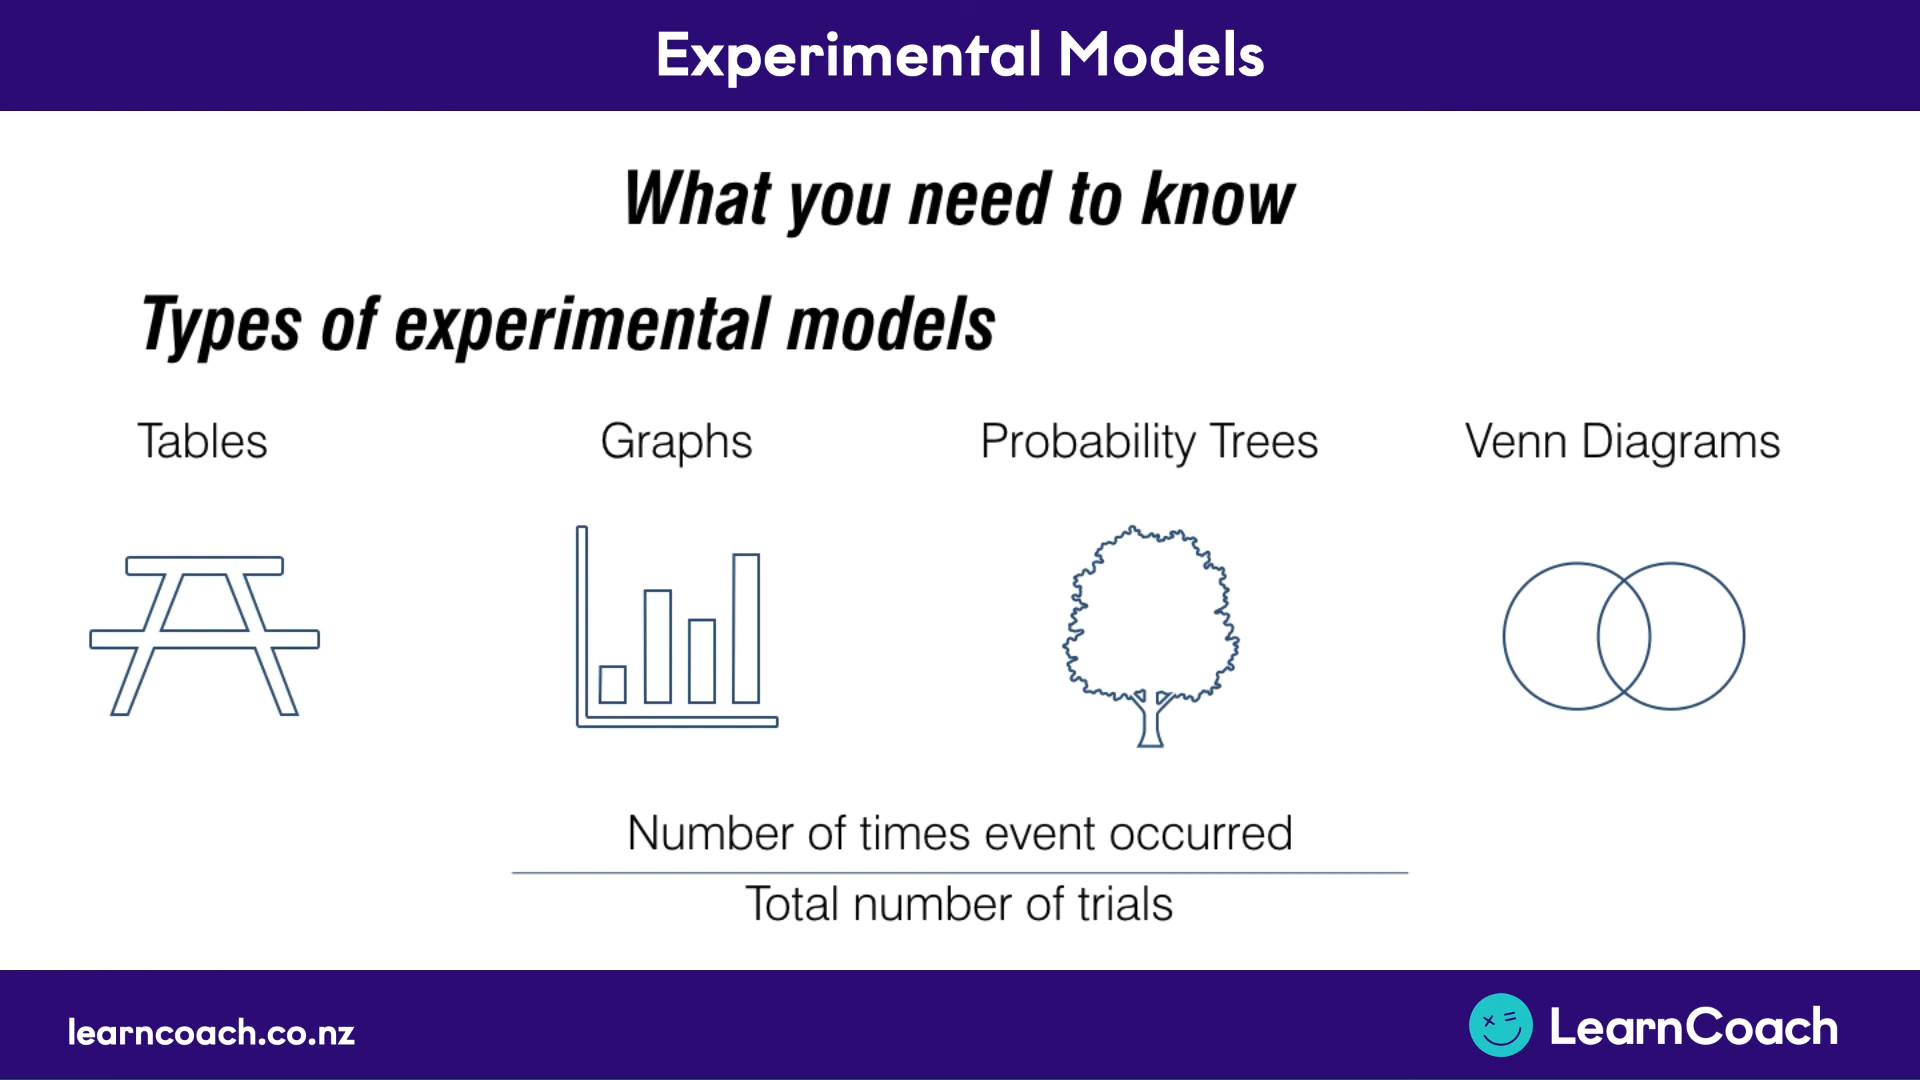 Experimental Models
What you need to know
Types of experimental models
Tables
Graphs
Probability Trees
Venn Diagrams
Number of times event occurred
Total number of trials
learncoach.co.nz
LearnCoach